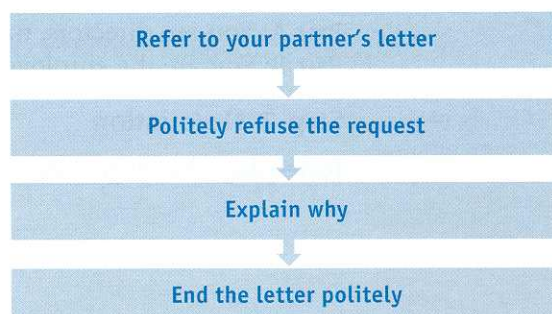 Refer to your partner's letter
Politely refuse the request
Explain why
End the letter politely